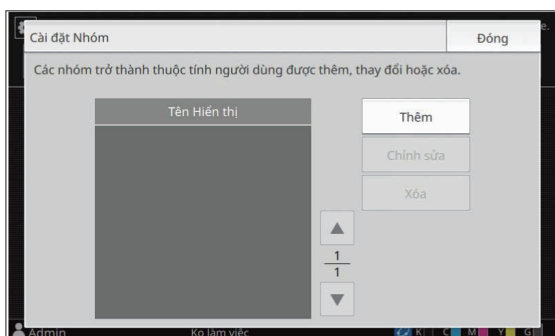 Cài đặt Nhóm
Đóng
Các nhóm trở thành thuộc tính người dùng được thêm, thay đổi hoặc xóa.
Tên Hiển thị
Thêm
Chỉnh sửa
Xóa
1
1
Admin
Ko làm việc
K C M Y G